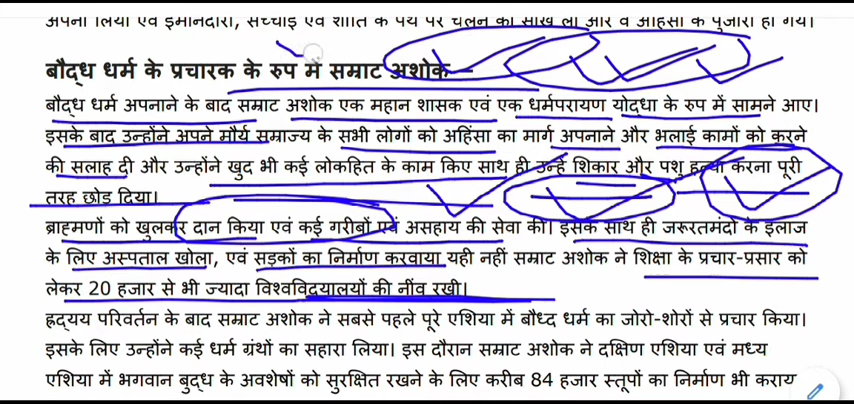 अपना लिया एवं ईमानदारी, सच्चाई एवं शांति के पथ पर चलने की सीख ली और वे अहिंसा के पुजारी हो गये।
बौद्ध धर्म के प्रचारक के रुप में सम्राट अशोक –
बौद्ध धर्म अपनाने के बाद सम्राट अशोक एक महान शासक एवं एक धर्मपरायण योद्धा के रुप में सामने आए।
इसके बाद उन्होंने अपने मौर्य सम्राज्य के सभी लोगों को अहिंसा का मार्ग अपनाने और भलाई कामों को करने
की सलाह दी और उन्होंने खुद भी कई लोकहित के काम किए साथ ही उन्हें शिकार और पशु हत्या करना पूरी
तरह छोड़ दिया।
ब्राह्मणों को खुलकर दान किया एवं कई गरीबों एवं असहाय की सेवा की। इसके साथ ही जरूरतमंदों के इलाज
के लिए अस्पताल खोला, एवं सड़कों का निर्माण करवाया यही नहीं सम्राट अशोक ने शिक्षा के प्रचार-प्रसार को
लेकर 20 हजार से भी ज्यादा विश्वविद्यालयों की नींव रखी।
ह्रद्यय परिवर्तन के बाद सम्राट अशोक ने सबसे पहले पूरे एशिया में बौध्द धर्म का जोरो-शोरों से प्रचार किया।
इसके लिए उन्होंने कई धर्म ग्रंथों का सहारा लिया। इस दौरान सम्राट अशोक ने दक्षिण एशिया एवं मध्य
एशिया में भगवान बुद्ध के अवशेषों को सुरक्षित रखने के लिए करीब 84 हजार स्तूपों का निर्माण भी कराय